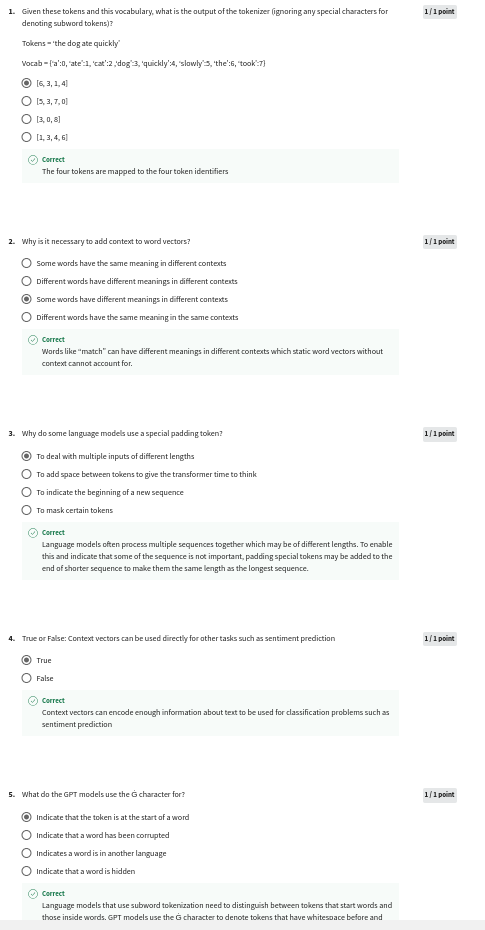 1. Given these tokens and this vocabulary, what is the output of the tokenizer (ignoring any special characters for 1 / 1 point
denoting subword tokens)?
Tokens = 'the dog ate quickly'
Vocab = {'a':0, 'ate':1, 'cat':2 ,'dog':3, 'quickly':4, 'slowly':5, 'the':6, 'took':7}
[6, 3, 1, 4]
[5, 3, 7, 0]
[3, 0, 8]
[1, 3, 4, 6]
Correct
The four tokens are mapped to the four token identifiers
2. Why is it necessary to add context to word vectors? 1 / 1 point
Some words have the same meaning in different contexts
Different words have different meanings in different contexts
Some words have different meanings in different contexts
Different words have the same meaning in the same contexts
Correct
Words like "match" can have different meanings in different contexts which static word vectors without
context cannot account for.
3. Why do some language models use a special padding token? 1 / 1 point
To deal with multiple inputs of different lengths
To add space between tokens to give the transformer time to think
To indicate the beginning of a new sequence
To mask certain tokens
Correct
Language models often process multiple sequences together which may be of different lengths. To enable
this and indicate that some of the sequence is not important, padding special tokens may be added to the
end of shorter sequence to make them the same length as the longest sequence.
4. True or False: Context vectors can be used directly for other tasks such as sentiment prediction 1 / 1 point
True
False
Correct
Context vectors can encode enough information about text to be used for classification problems such as
sentiment prediction
5. What do the GPT models use the Ġ character for? 1 / 1 point
Indicate that the token is at the start of a word
Indicate that a word has been corrupted
Indicates a word is in another language
Indicate that a word is hidden
Correct
Language models that use subword tokenization need to distinguish between tokens that start words and
those inside words. GPT models use the Ġ character to denote tokens that have whitespace before and